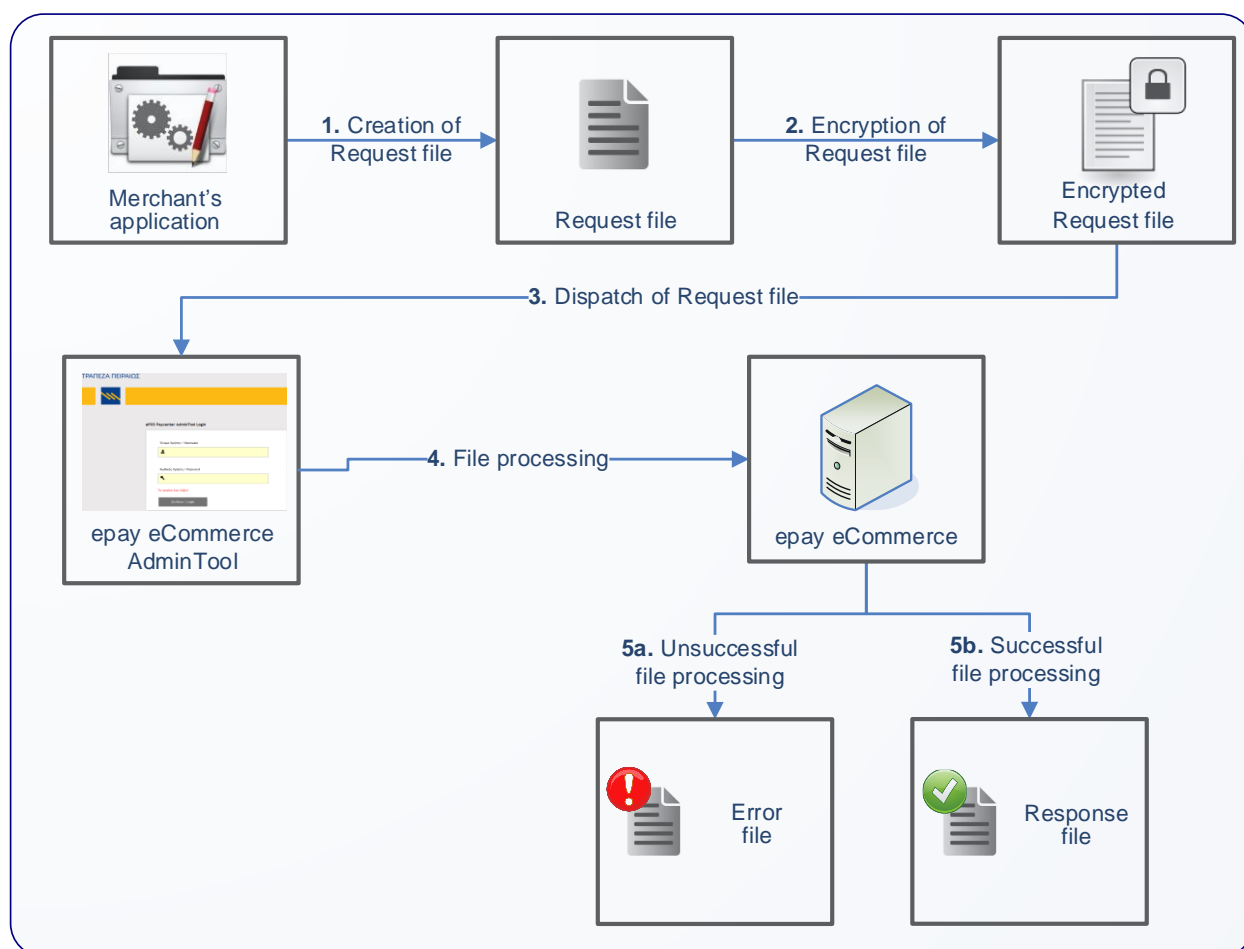 Merchant's
application
1. Creation of
Request file
Request file
2. Encryption of
Request file
Encrypted
Request file
3. Dispatch of Request file
ΤΡΑΠΕΖΑ ΠΕΙΡΑΙΩΣ
epay eCommerce
AdminTool
4. File processing
epay eCommerce
5a. Unsuccessful
file processing
5b. Successful
file processing
Error
file
Response
file